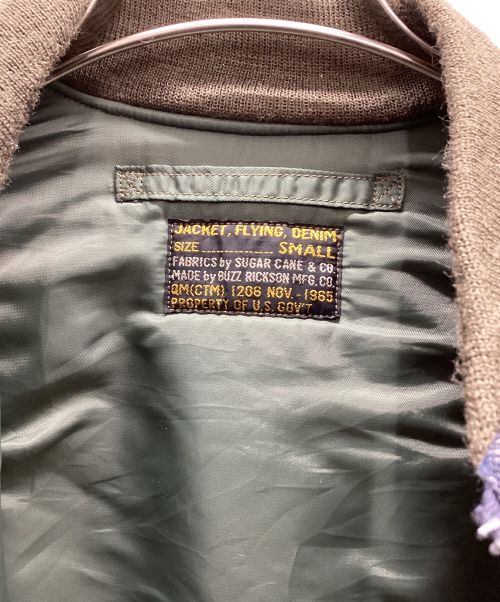 JACKET, FLYING, DENIM
SIZE ............... SMALL
FABRICS by SUGAR CANE & CO.
MADE by BUZZ RICKSON MFG. CO.
QM(CTM) 1206 NOV.-1965
PROPERTY OF U.S. GOV'T